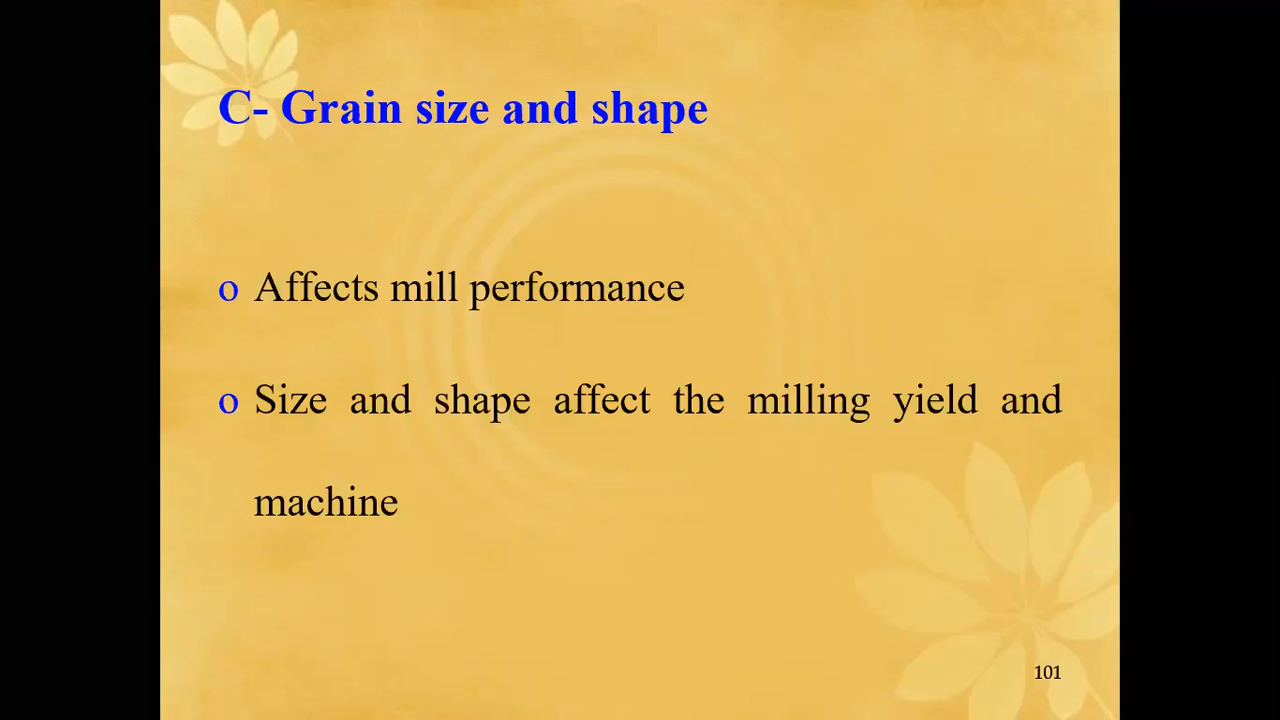 C- Grain size and shape
o Affects mill performance
o Size and shape affect the milling yield and
machine
101